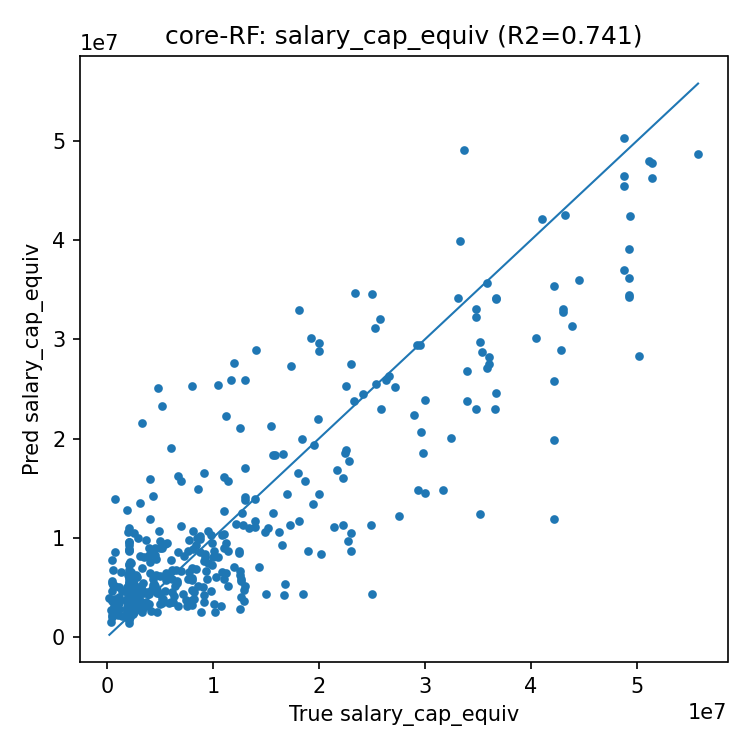 core-RF: salary_cap_equiv (R2=0.741)
1e7
Pred salary_cap_equiv
5
4
3
2
1
0
0 1 2 3 4 5
True salary_cap_equiv
1e7